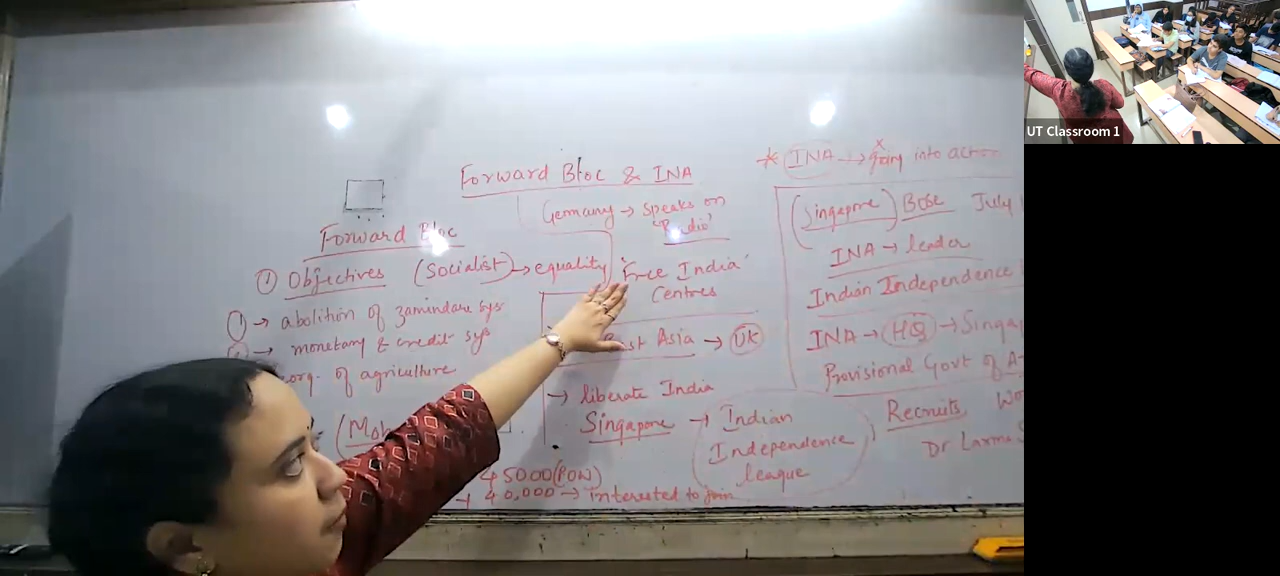 Forward Bloc & INA
Forward Bloc
① Objectives (Socialist) → equality
→ abolition of zamindare sys
→ monetary & credit sys
org. of agriculture
Germany → speaks on
'Radio'
'Free India'
Centres
East Asia → UK
→ liberate India
Singapore → Indian
Independence
league
45000 (POW)
40,000 → interested to join
* INA → going into action
x
(Singapore) Bose July
INA → leader
Indian Independence
INA → HQ → Singap
Provisional Govt of A
Recruits, Wo
Dr Laxmi S
UT Classroom 1